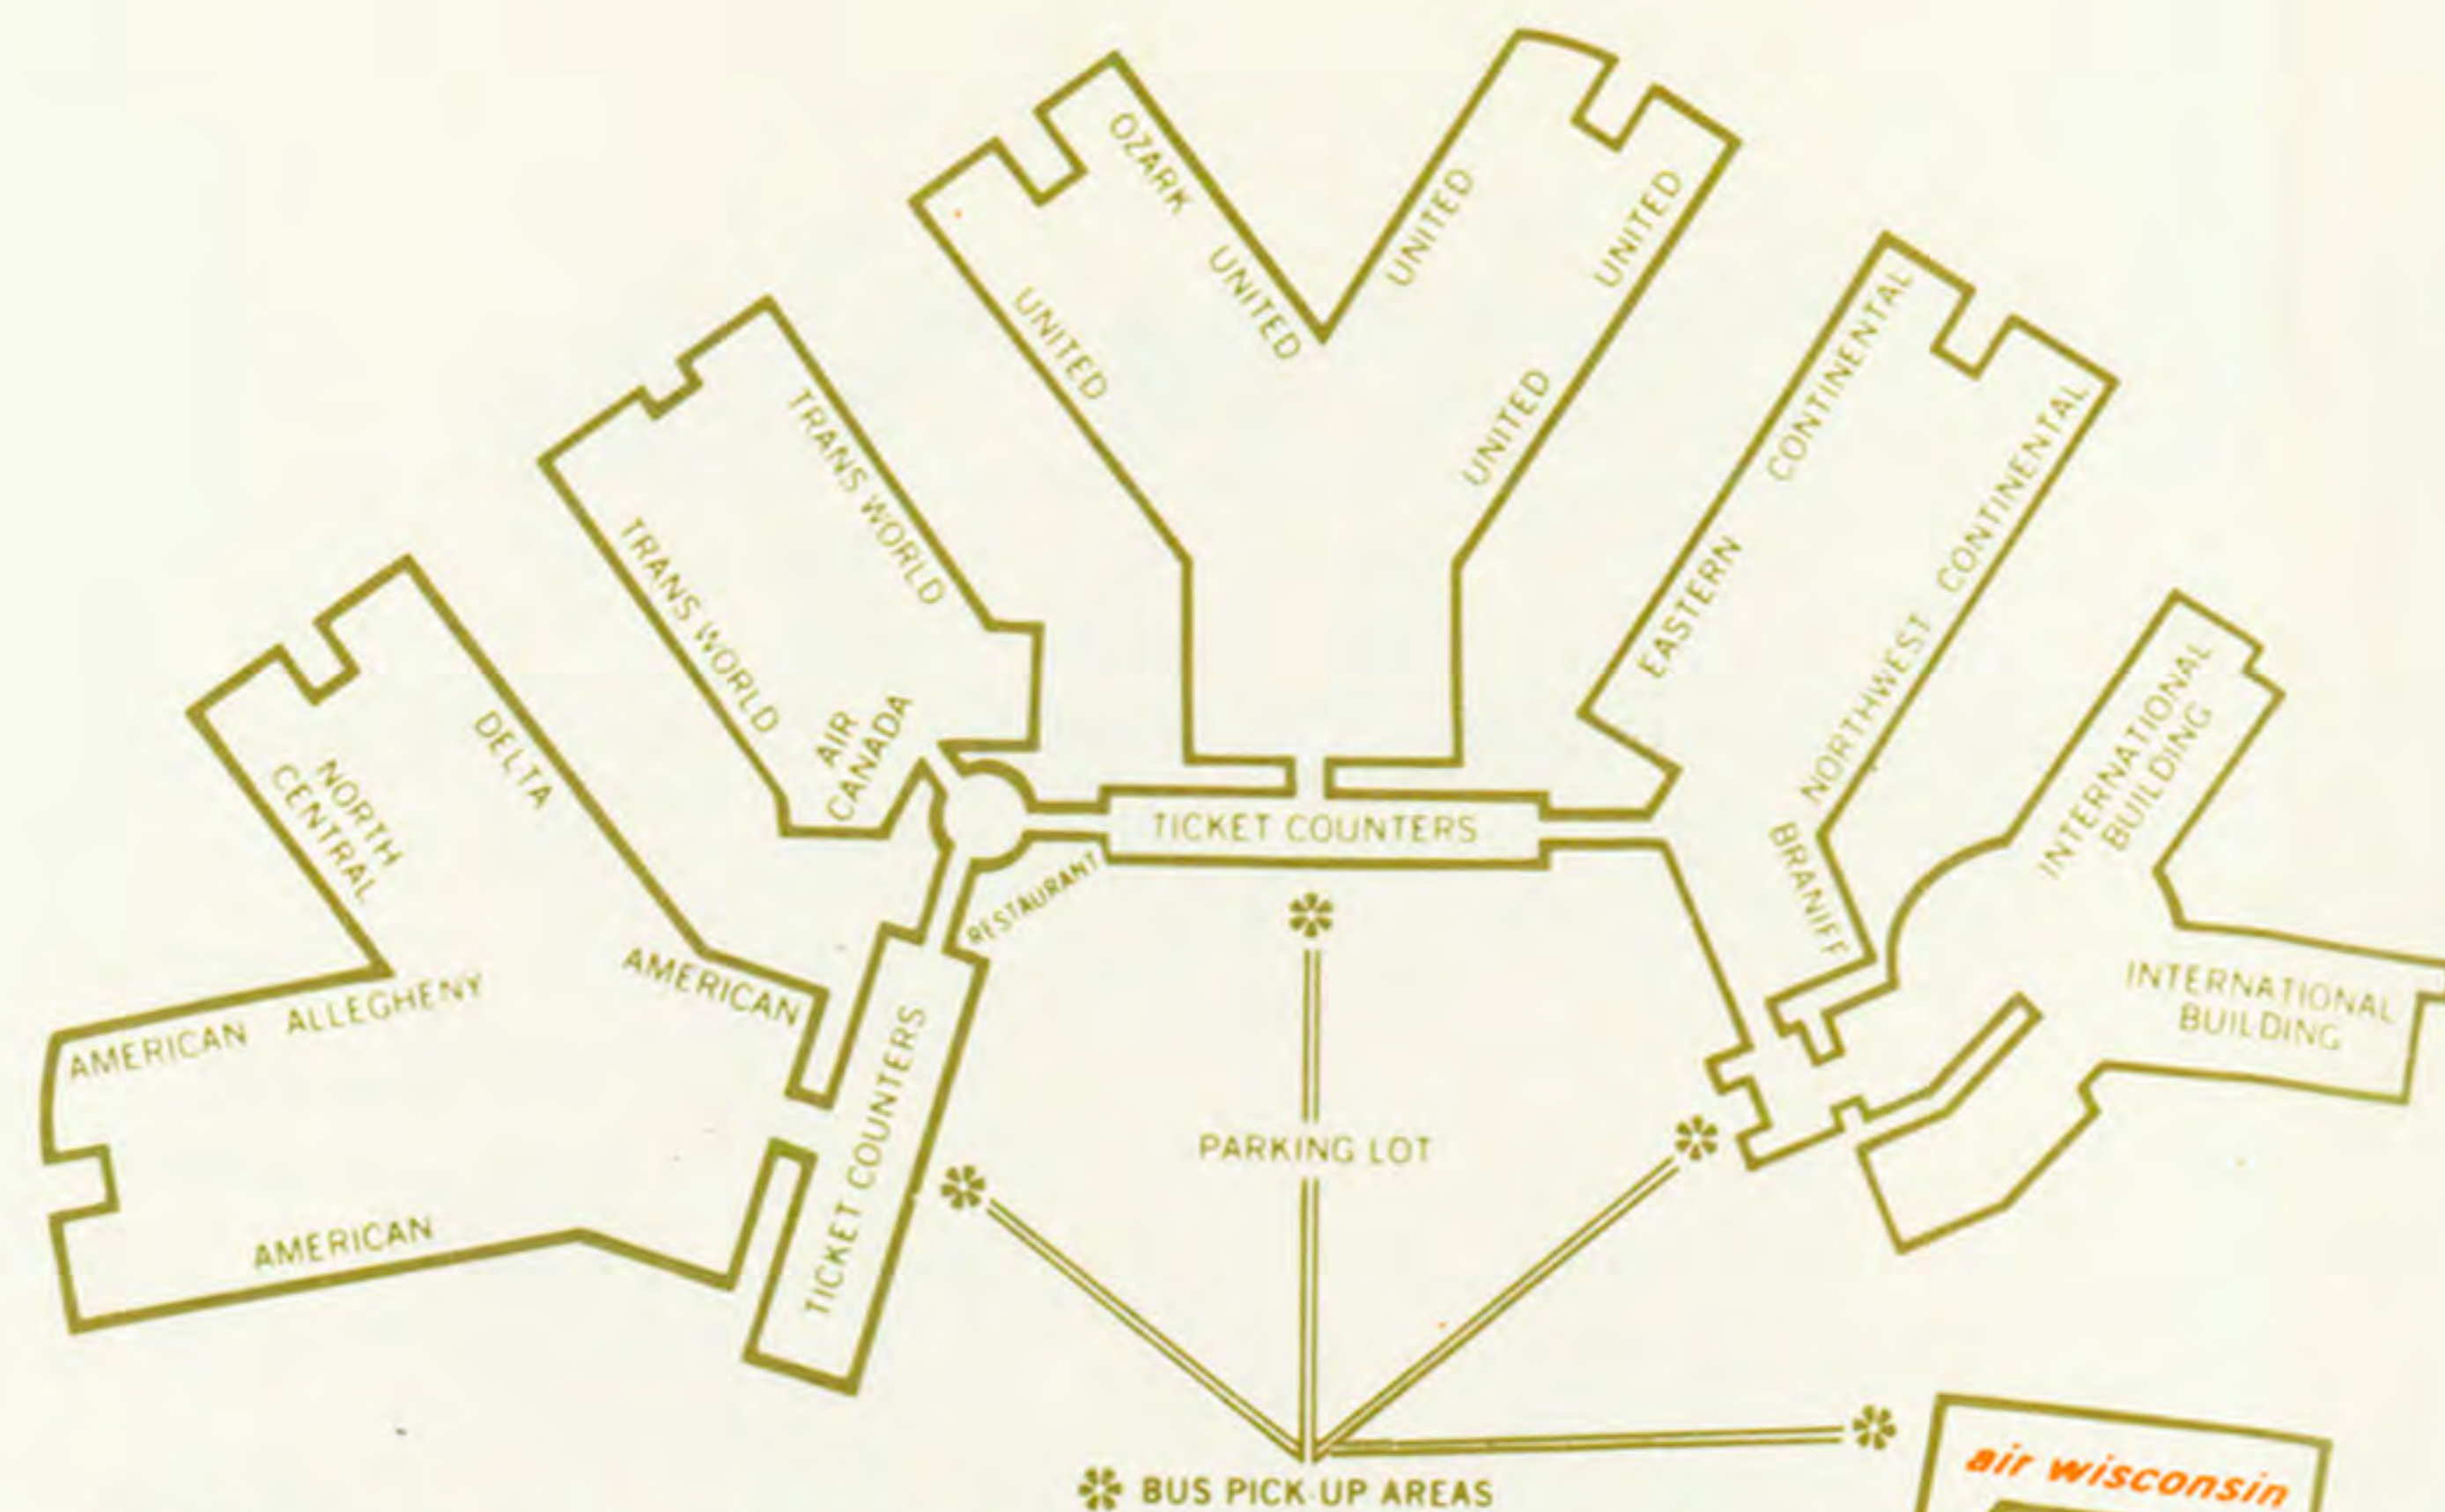 OZARK
UNITED
UNITED
UNITED
UNITED
UNITED
CONTINENTAL
EASTERN
CONTINENTAL
NORTHWEST
BRANIFF
TRANS WORLD
TRANS WORLD
AIR
CANADA
DELTA
NORTH
CENTRAL
AMERICAN
ALLEGHENY
AMERICAN
AMERICAN
TICKET COUNTERS
RESTAURANT
TICKET COUNTERS
INTERNATIONAL
BUILDING
INTERNATIONAL
BUILDING
PARKING LOT
BUS PICK-UP AREAS
air wisconsin